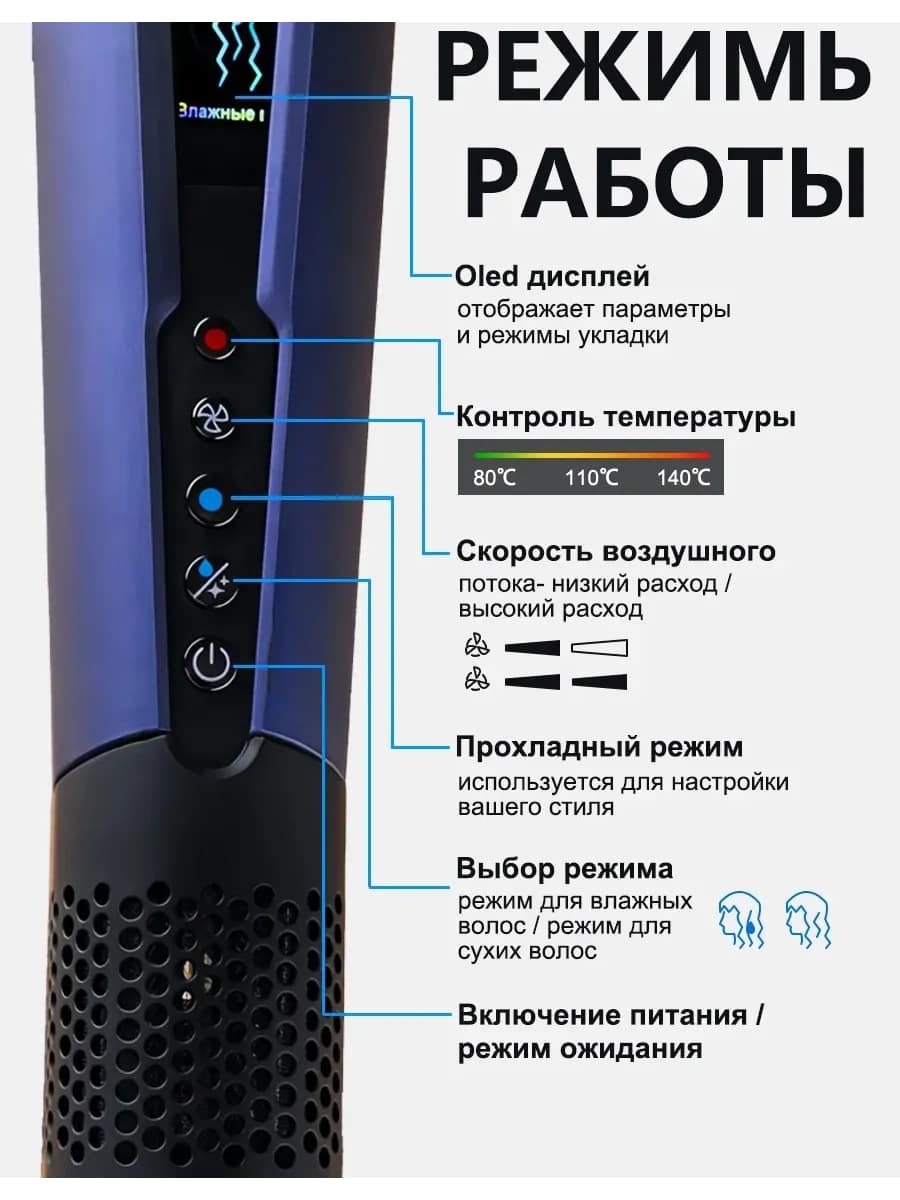 РЕЖИМЬ
РАБОТЫ
Влажные
Oled дисплей
отображает параметры
и режимы укладки
Контроль температуры
80℃ 110℃ 140℃
Скорость воздушного
потока- низкий расход /
высокий расход
Прохладный режим
используется для настройки
вашего стиля
Выбор режима
режим для влажных
волос / режим для
сухих волос
Включение питания /
режим ожидания